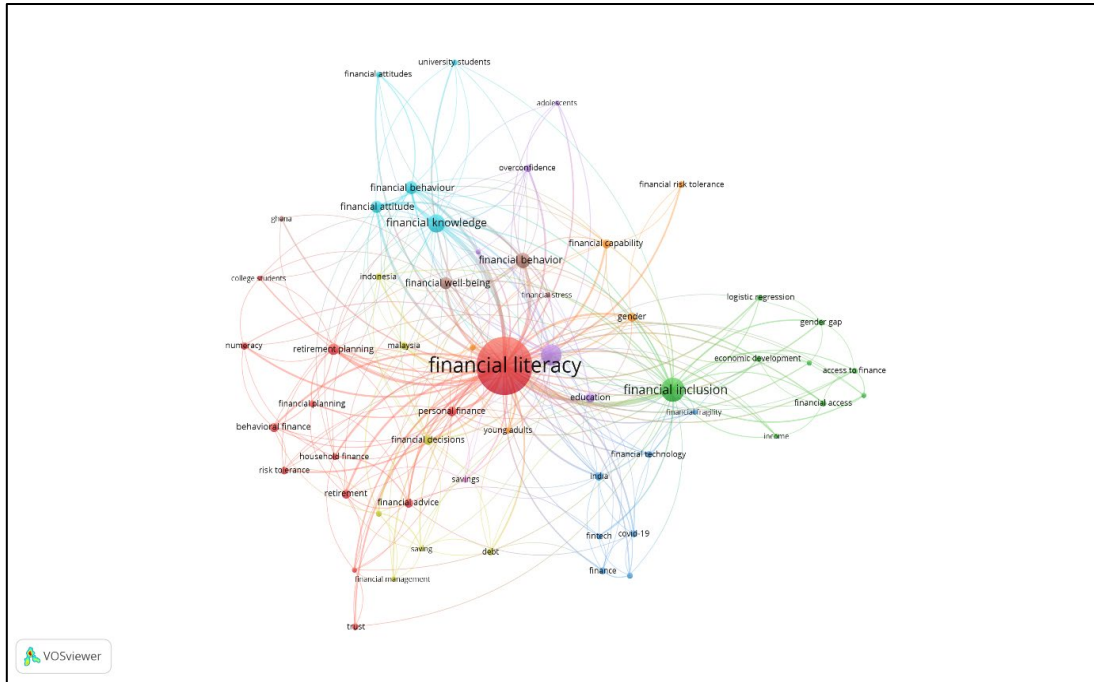 university students
financial attitudes
adolescents
overconfidence
financial behaviour
financial risk tolerance
financial attitude
ghana
financial knowledge
financial capability
financial behavior
indonesia
college students
financial well-being
financial stress
logistic regression
gender
gender gap
numeracy
retirement planning
malaysia
financial literacy
economic development
access to finance
financial inclusion
education
financial planning
financial access
personal finance
financial fragility
behavioral finance
young adults
financial decisions
income
household finance
financial technology
risk tolerance
savings
india
retirement
financial advice
fintech
covid-19
saving
debt
finance
financial management
trust
VOSviewer